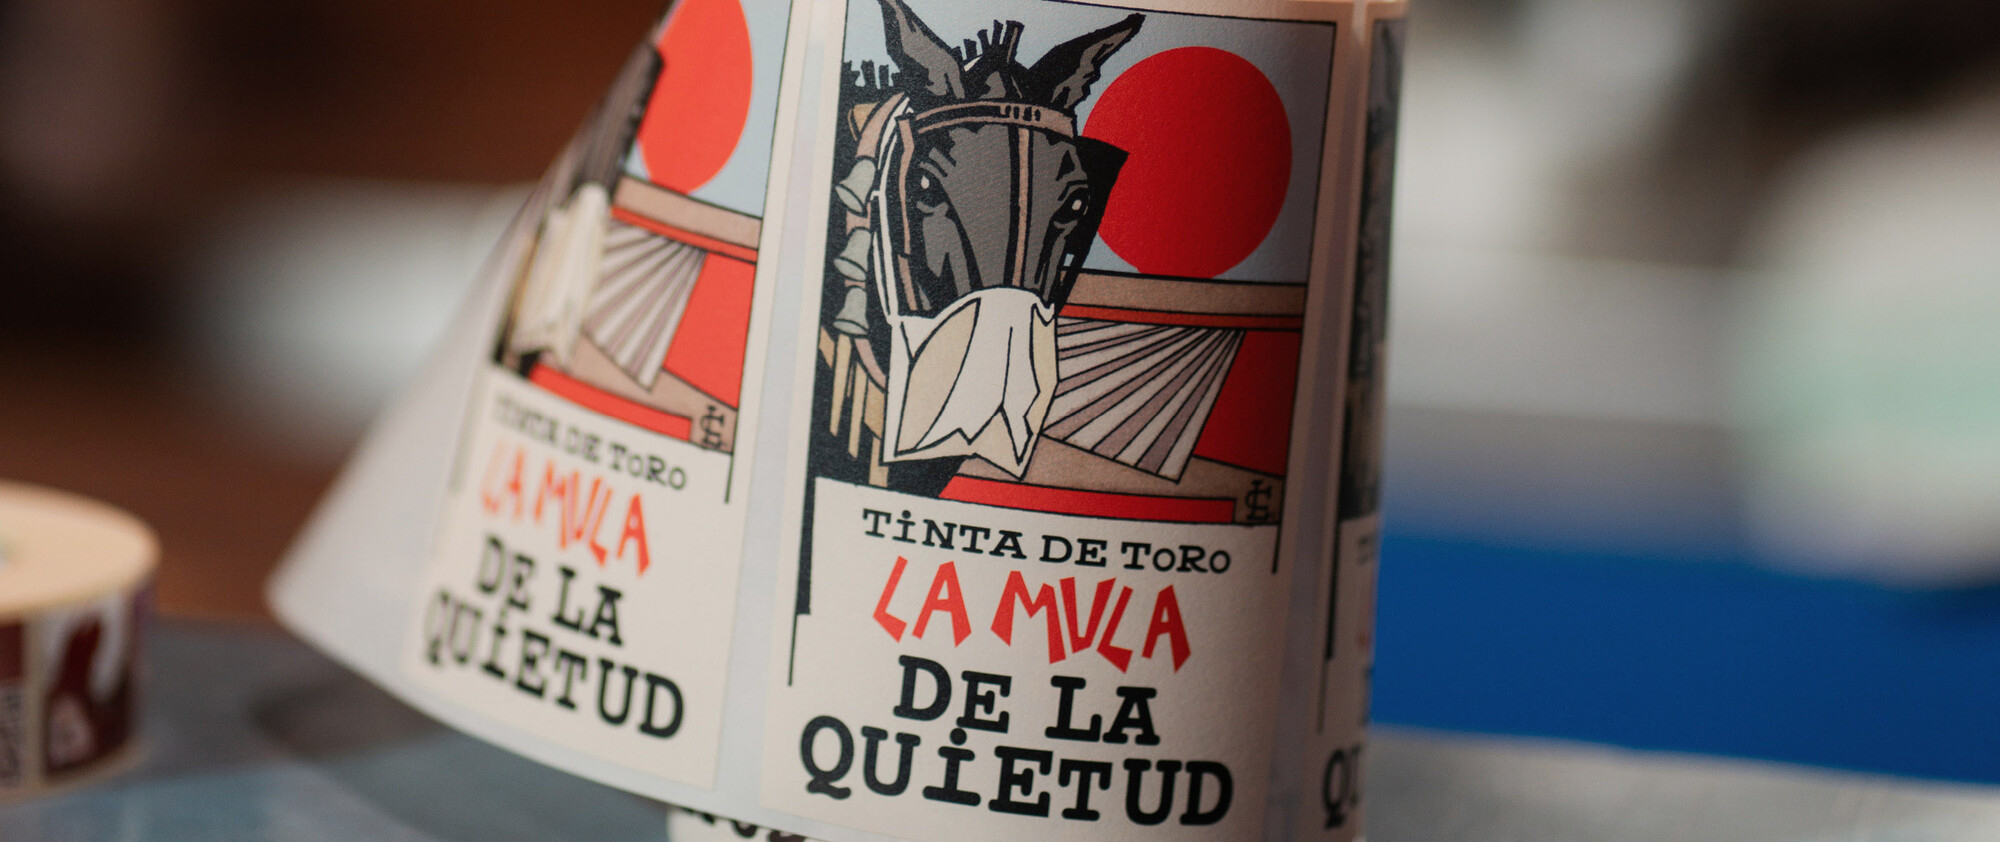 TiNTA DE ToRO
LA MULA
DE LA
QUiETUD
TiNTA DE ToRO
LA MULA
DE LA
QUiETUD